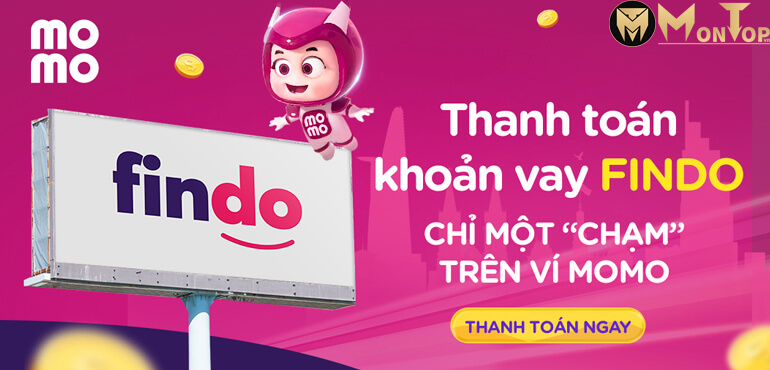 MO
MO
MONTOP
MO
MO
findo
Thanh toán
khoản vay FINDO
CHỈ MỘT “CHẠM”
TRÊN VÍ MOMO
THANH TOÁN NGAY